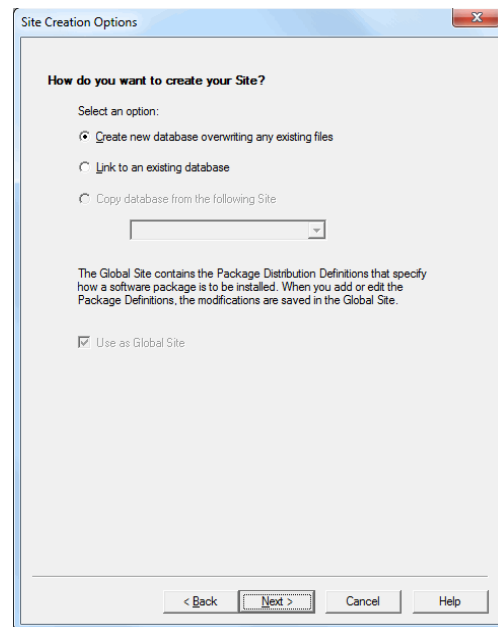 Site Creation Options
How do you want to create your Site?
Select an option:
Create new database overwriting any existing files
Link to an existing database
Copy database from the following Site
The Global Site contains the Package Distribution Definitions that specify
how a software package is to be installed. When you add or edit the
Package Definitions, the modifications are saved in the Global Site.
Use as Global Site
< Back Next > Cancel Help